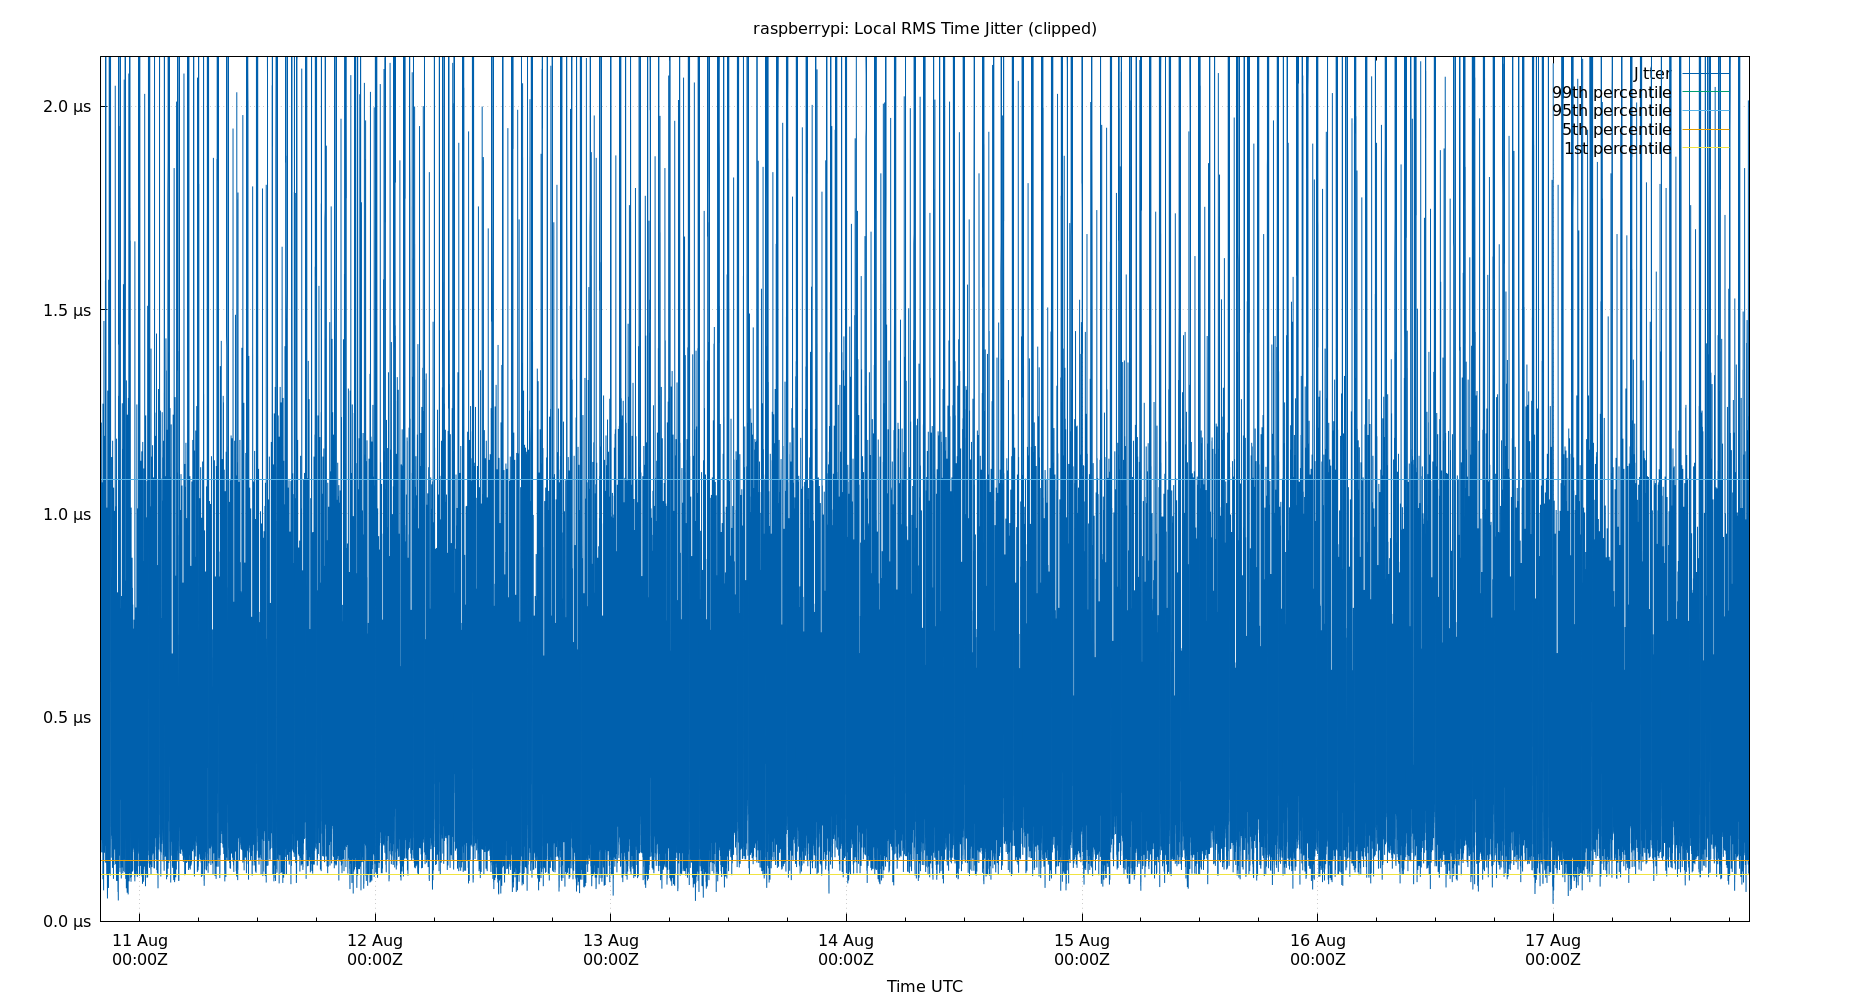 raspberrypi: Local RMS Time Jitter (clipped)
Jitter
99th percentile
95th percentile
5th percentile
1st percentile
2.0 µs
1.5 µs
1.0 µs
0.5 µs
0.0 µs
11 Aug 12 Aug 13 Aug 14 Aug 15 Aug 16 Aug 17 Aug
00:00Z 00:00Z 00:00Z 00:00Z 00:00Z 00:00Z 00:00Z
Time UTC